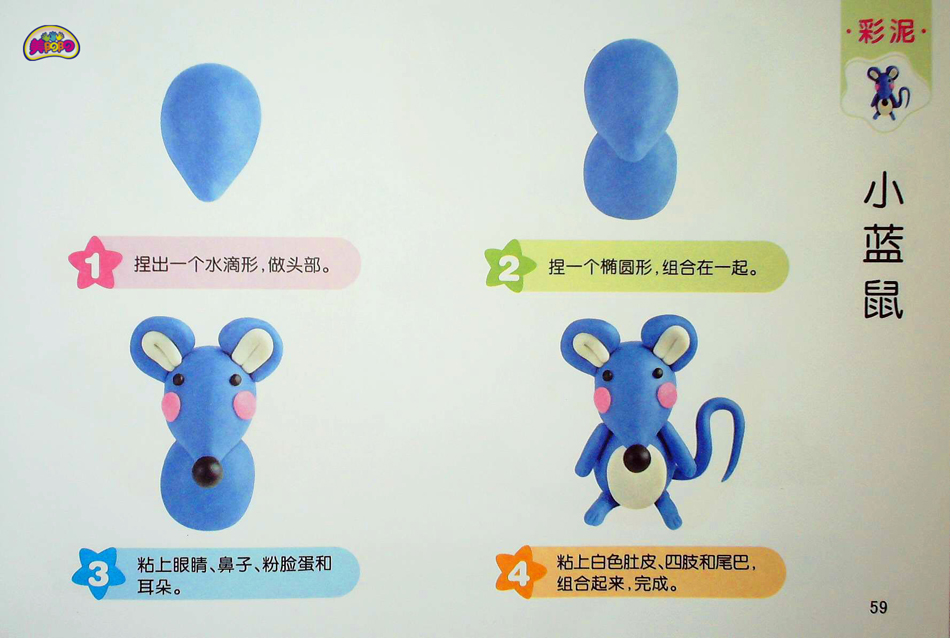 MPOPO
·彩泥·
小蓝鼠
1 捏出一个水滴形,做头部。
2 捏一个椭圆形,组合在一起。
3 粘上眼睛、鼻子、粉脸蛋和
耳朵。
4 粘上白色肚皮、四肢和尾巴,
组合起来,完成。
59